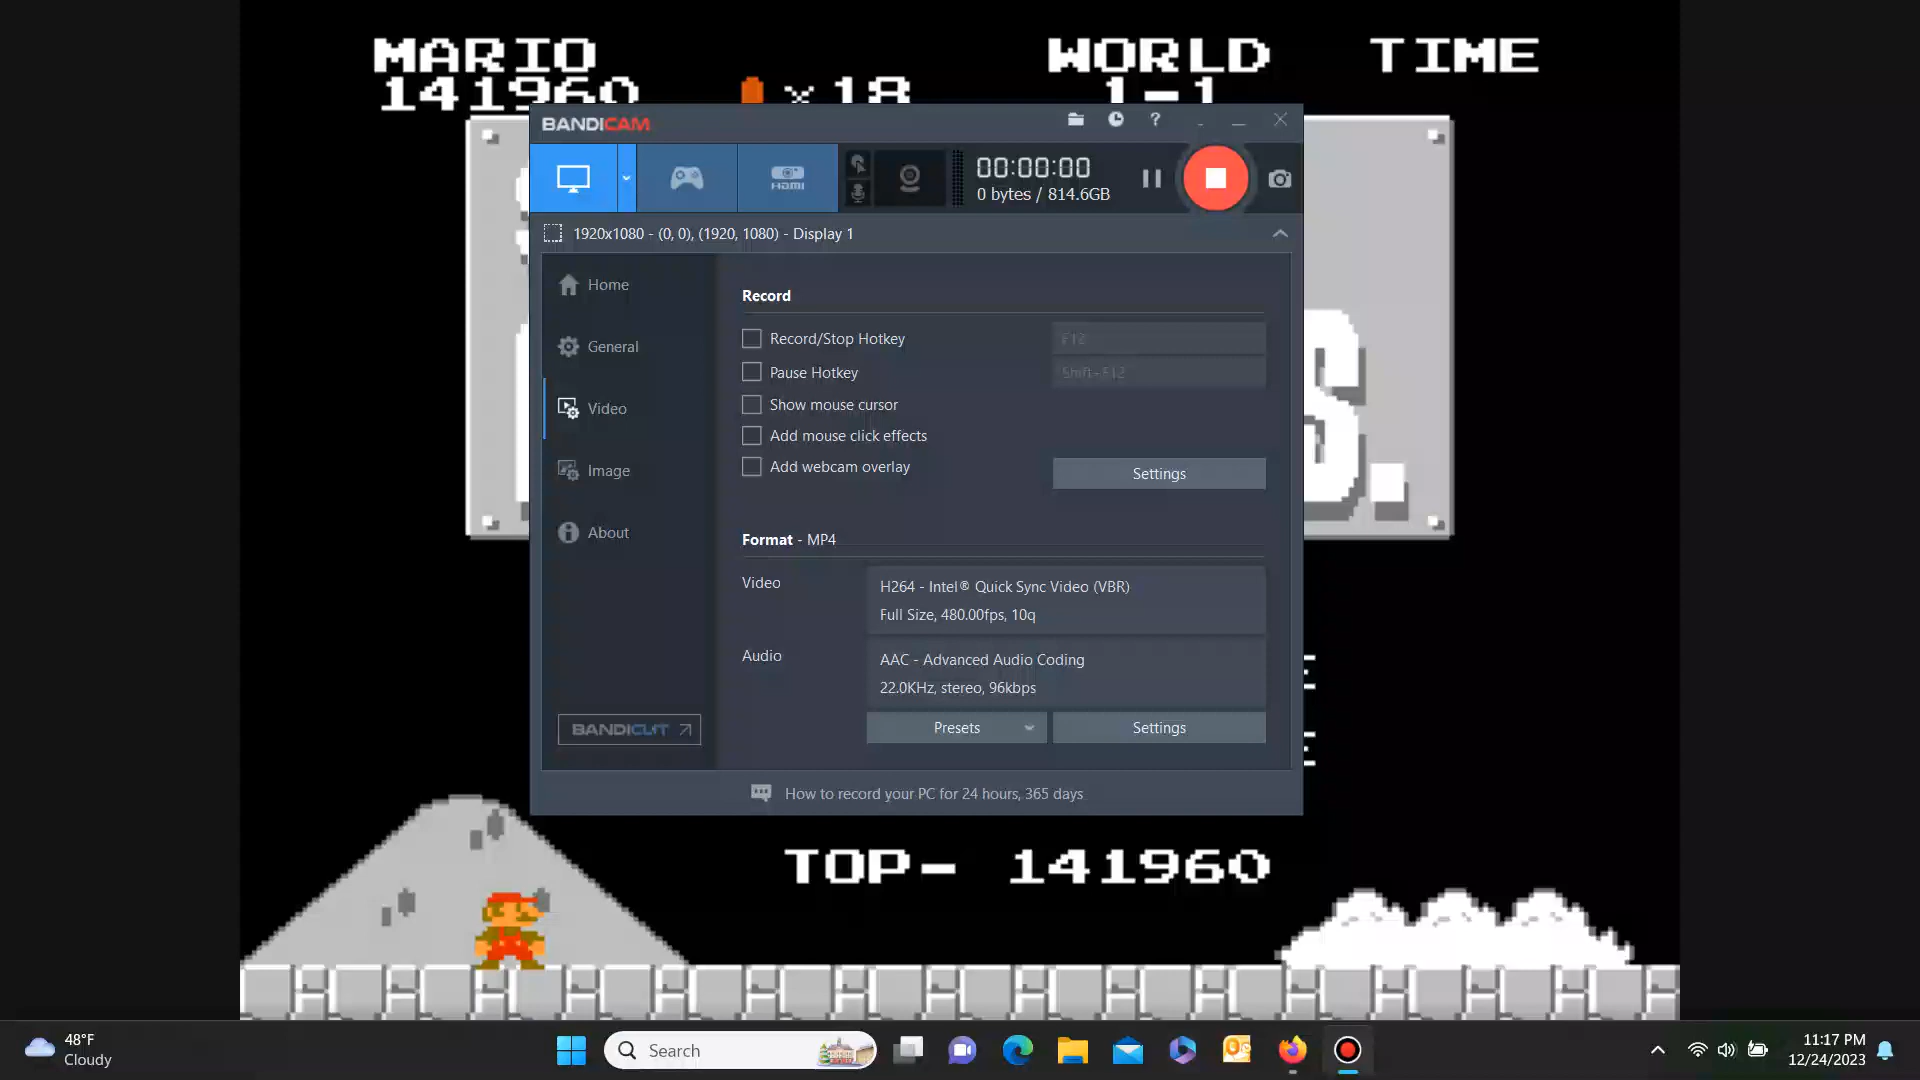 MARIO WORLD TIME
141960 ×18 1-1
BANDICAM
?
HDMI
00:00:00
0 bytes / 814.6GB
1920x1080 - (0, 0), (1920, 1080) - Display 1
Home
General
Video
Image
About
BANDICUT
Record
Record/Stop Hotkey F12
Pause Hotkey Shift+F12
Show mouse cursor
Add mouse click effects
Add webcam overlay Settings
Format - MP4
Video H264 - Intel® Quick Sync Video (VBR)
Full Size, 480.00fps, 10q
Audio AAC - Advanced Audio Coding
22.0KHz, stereo, 96kbps
Presets Settings
How to record your PC for 24 hours, 365 days
S.
TOP- 141960
48°F
Cloudy
Search
11:17 PM
12/24/2023